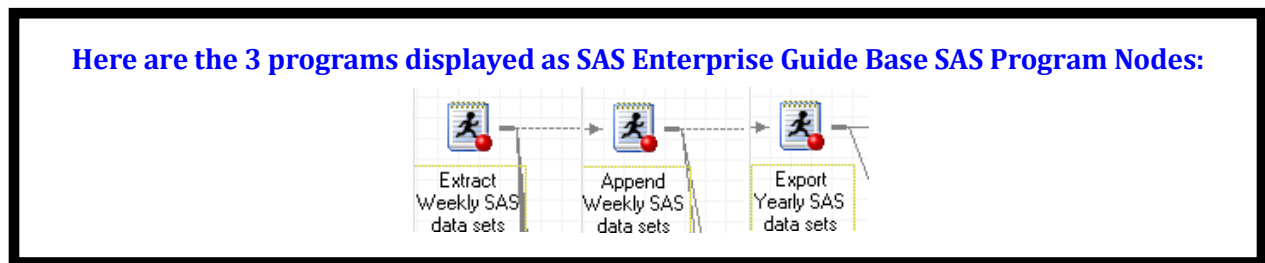 Here are the 3 programs displayed as SAS Enterprise Guide Base SAS Program Nodes:
Extract
Weekly SAS
data sets
Append
Weekly SAS
data sets
Export
Yearly SAS
data sets